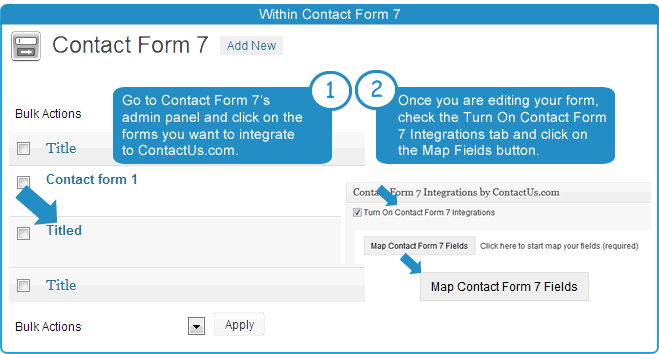 Within Contact Form 7
Contact Form 7 Add New
1
Go to Contact Form 7's
admin panel and click on the
forms you want to integrate
to ContactUs.com.
2
Once you are editing your form,
check the Turn On Contact Form
7 Integrations tab and click on
the Map Fields button.
Bulk Actions
Title
Contact form 1
Titled
Title
Bulk Actions
Apply
Contact Form 7 Integrations by ContactUs.com
Turn On Contact Form 7 Integrations
Map Contact Form 7 Fields Click here to start map your fields (required)
Map Contact Form 7 Fields